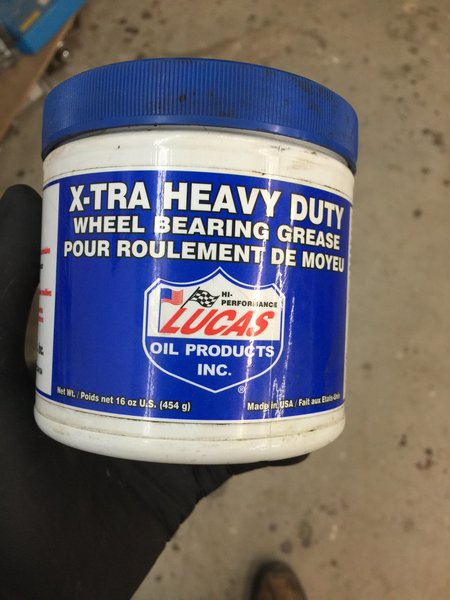 X-TRA HEAVY DUTY
WHEEL BEARING GREASE
POUR ROULEMENT DE MOYEU
HI-
PERFORMANCE
LUCAS
OIL PRODUCTS
INC.
®
Net Wt. / Poids net 16 oz U.S. (454 g)
Made in USA / Fait aux Etats-Unis